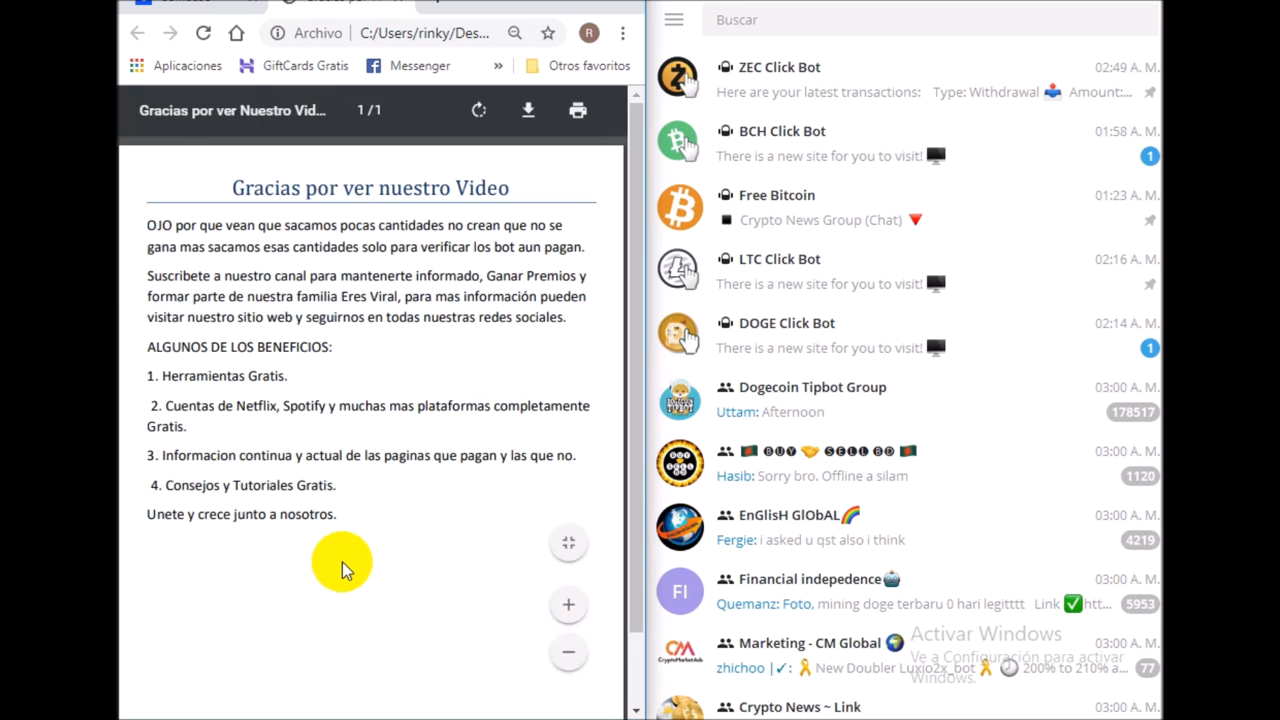 Archivo
C:/Users/rinky/Des...
R
Aplicaciones
GiftCards Gratis
Messenger
»
Otros favoritos
Gracias por ver Nuestro Vid...
1 / 1
Gracias por ver nuestro Video
OJO por que vean que sacamos pocas cantidades no crean que no se
gana mas sacamos esas cantidades solo para verificar los bot aun pagan.
Suscribete a nuestro canal para mantenerte informado, Ganar Premios y
formar parte de nuestra familia Eres Viral, para mas información pueden
visitar nuestro sitio web y seguirnos en todas nuestras redes sociales.
ALGUNOS DE LOS BENEFICIOS:
1. Herramientas Gratis.
2. Cuentas de Netflix, Spotify y muchas mas plataformas completamente
Gratis.
3. Informacion continua y actual de las paginas que pagan y las que no.
4. Consejos y Tutoriales Gratis.
Unete y crece junto a nosotros.
Buscar
ZEC Click Bot 02:49 A. M.
Here are your latest transactions: Type: Withdrawal 📤 Amount:...
BCH Click Bot 01:58 A. M.
There is a new site for you to visit! 🖥 1
Free Bitcoin 01:23 A. M.
◾ Crypto News Group (Chat) 🔻
LTC Click Bot 02:16 A. M.
There is a new site for you to visit! 🖥
DOGE Click Bot 02:14 A. M.
There is a new site for you to visit! 🖥 1
Dogecoin Tipbot Group 03:00 A. M.
Uttam: Afternoon 178517
🇧🇩 🅑🅤🅨 🤝 🅢🅔🅛🅛 🅑🅓 🇧🇩 03:00 A. M.
Hasib: Sorry bro. Offline a silam 1120
EnGlisH GlObAL🌈 03:00 A. M.
Fergie: i asked u qst also i think 4219
FI
Financial indepedence🤖 03:00 A. M.
Quemanz: Foto, mining doge terbaru 0 hari legitttt Link ✅ htt... 5953
CM
CryptoMarketAds
Marketing - CM Global 🌍 03:00 A. M.
zhichoo |✓: 🎗 New Doubler Luxio2x_bot 🎗 🕓 200% to 210% a... 77
Crypto News ~ Link 03:00 A. M.
Activar Windows
Ve a Configuración para activar
Windows.